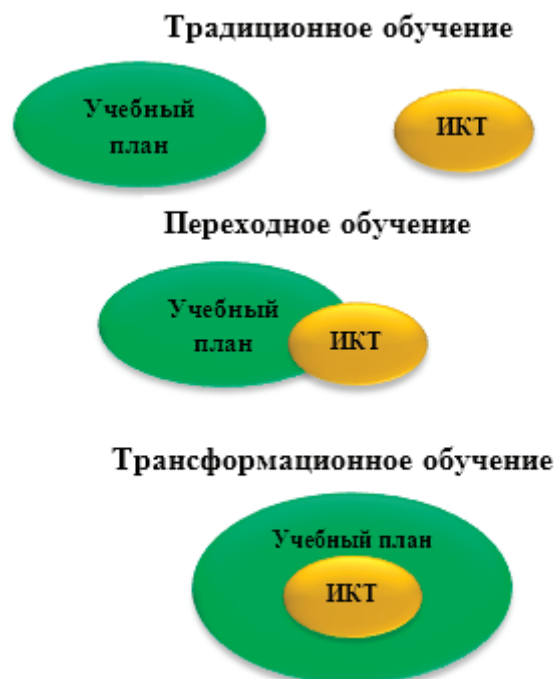 Традиционное обучение
Учебный
план
ИКТ
Переходное обучение
Учебный
план
ИКТ
Трансформационное обучение
Учебный план
ИКТ